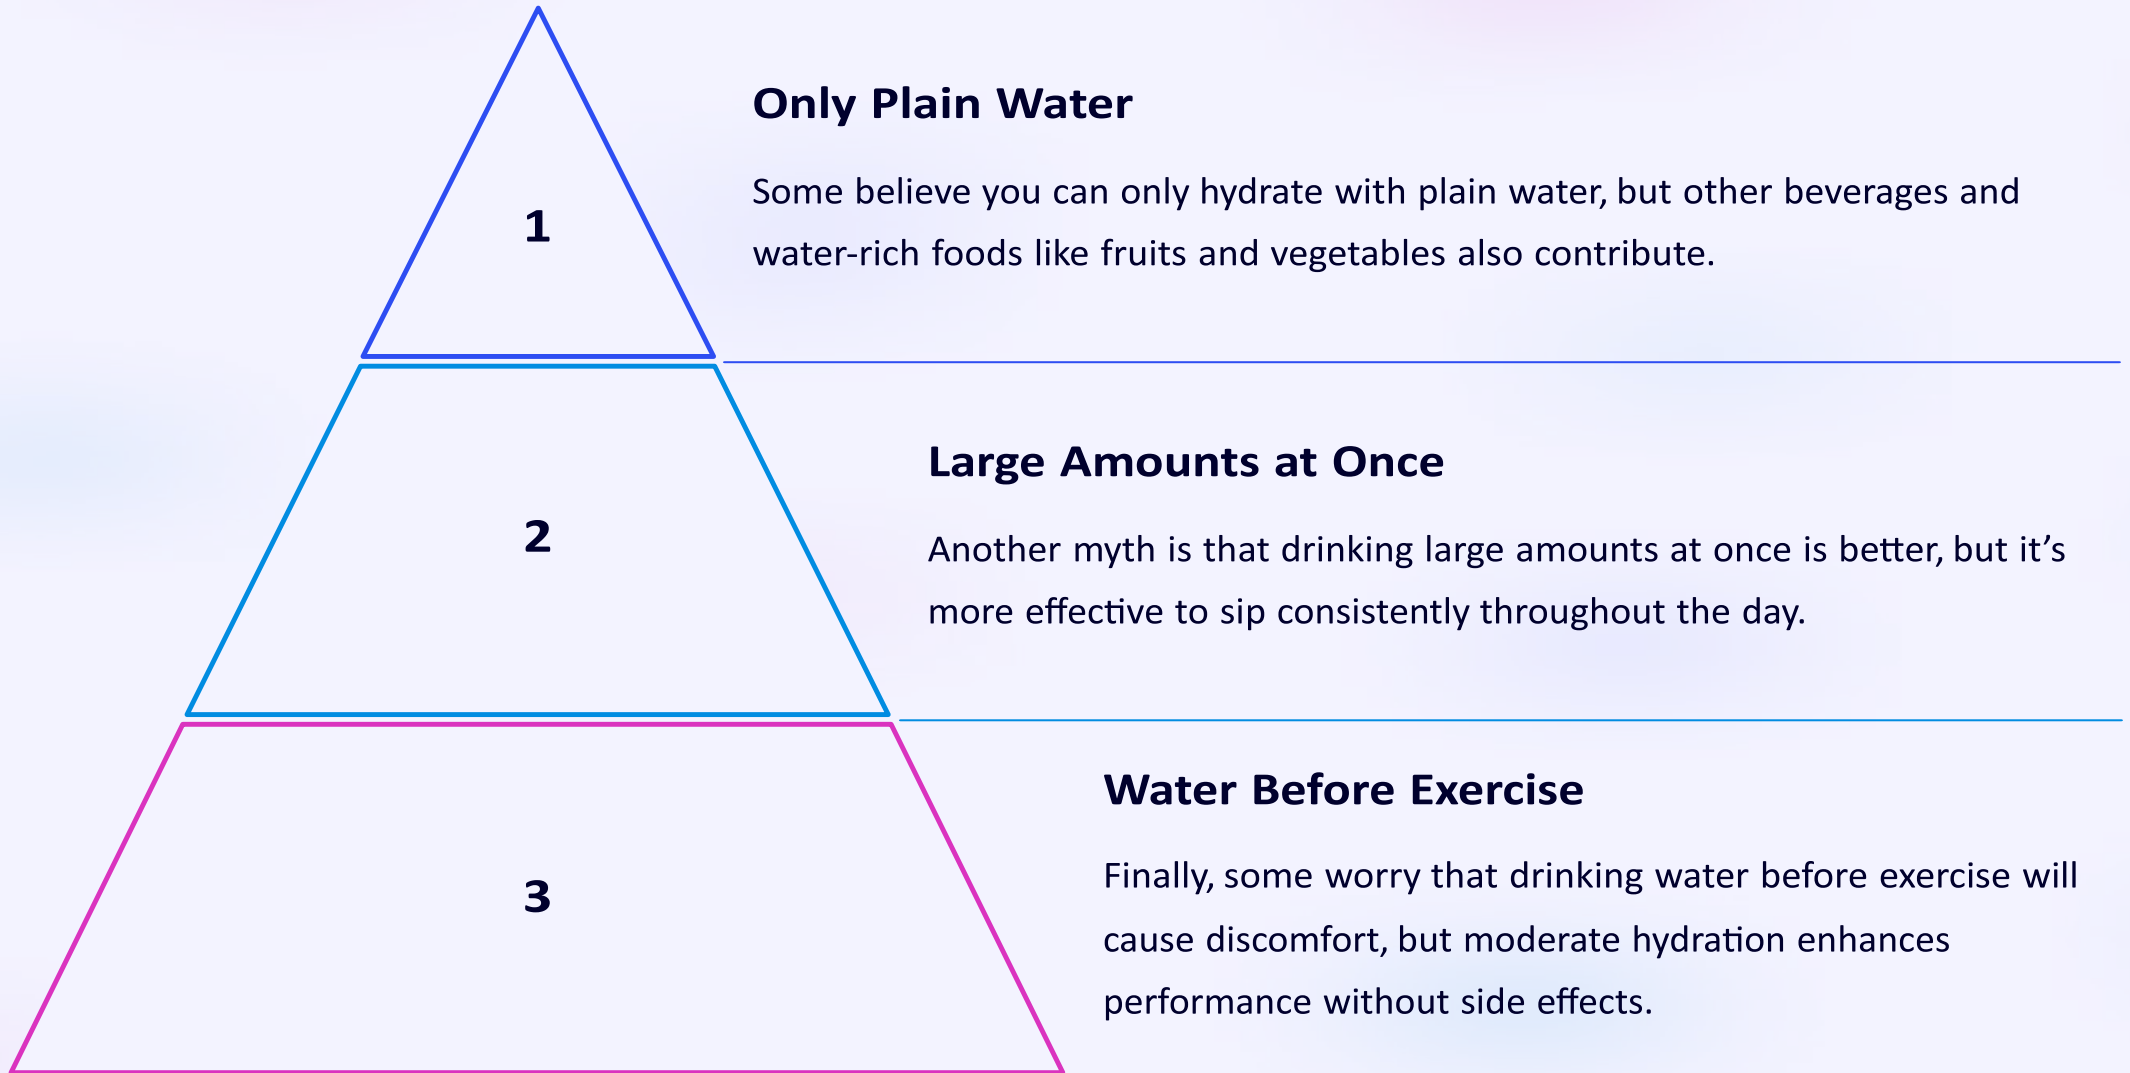 1
Only Plain Water
Some believe you can only hydrate with plain water, but other beverages and
water-rich foods like fruits and vegetables also contribute.
2
Large Amounts at Once
Another myth is that drinking large amounts at once is better, but it’s
more effective to sip consistently throughout the day.
3
Water Before Exercise
Finally, some worry that drinking water before exercise will
cause discomfort, but moderate hydration enhances
performance without side effects.